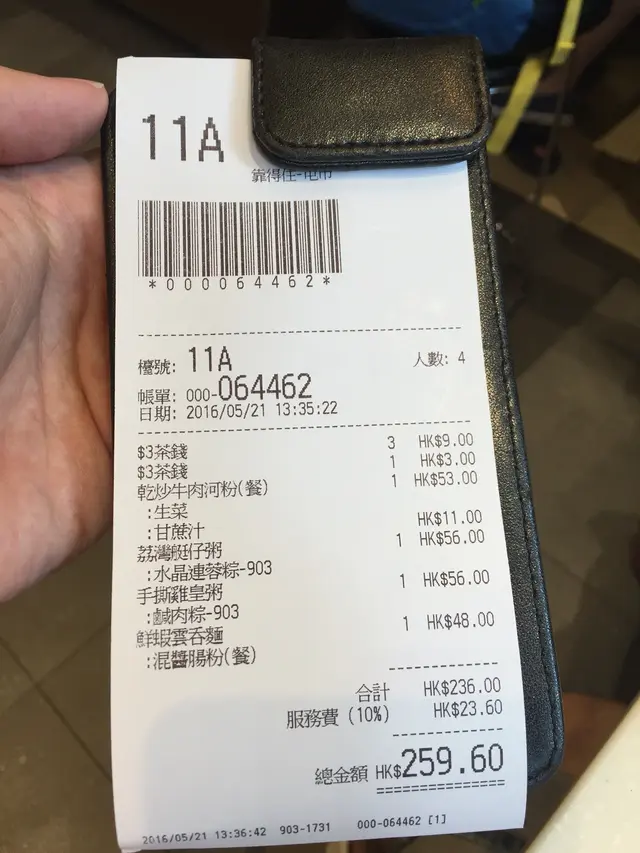 11A
靠得住-屯市
*000064462*
檯號: 11A 人數: 4
帳單: 000-064462
日期: 2016/05/21 13:35:22
$3茶錢 3 HK$9.00
$3茶錢 1 HK$3.00
乾炒牛肉河粉(餐) 1 HK$53.00
:生菜
:甘蔗汁 HK$11.00
荔灣艇仔粥 1 HK$56.00
:水晶連蓉粽-903
手撕雞皇粥 1 HK$56.00
:鹹肉粽-903
鮮蝦雲吞麵 1 HK$48.00
:混醬腸粉(餐)
合計 HK$236.00
服務費 (10%) HK$23.60
總金額 HK$259.60
2016/05/21 13:36:42 903-1731 000-064462 [1]